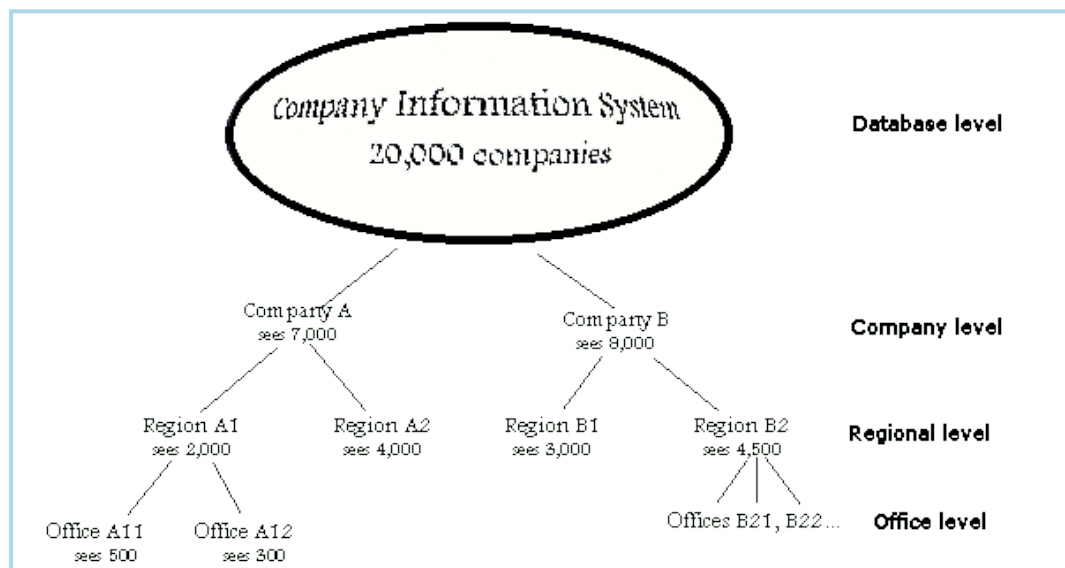 Company Information System
20,000 companies
Database level
Company A
sees 7,000
Company B
sees 8,000
Company level
Region A1
sees 2,000
Region A2
sees 4,000
Region B1
sees 3,000
Region B2
sees 4,500
Regional level
Office A11
sees 500
Office A12
sees 300
Offices B21, B22...
Office level